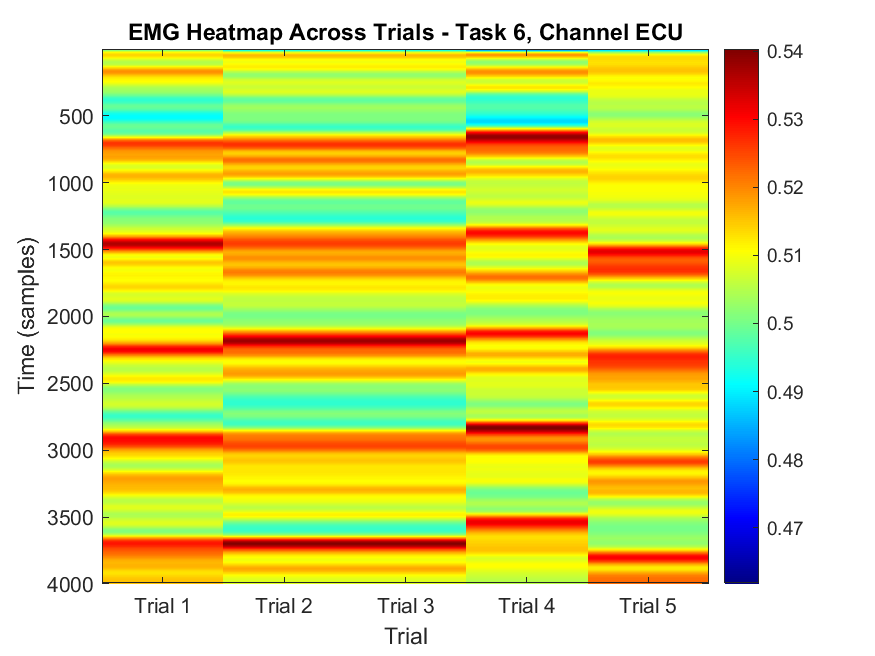 EMG Heatmap Across Trials - Task 6, Channel ECU
500
1000
1500
2000
2500
3000
3500
4000
Time (samples)
Trial 1
Trial 2
Trial 3
Trial 4
Trial 5
Trial
0.54
0.53
0.52
0.51
0.5
0.49
0.48
0.47